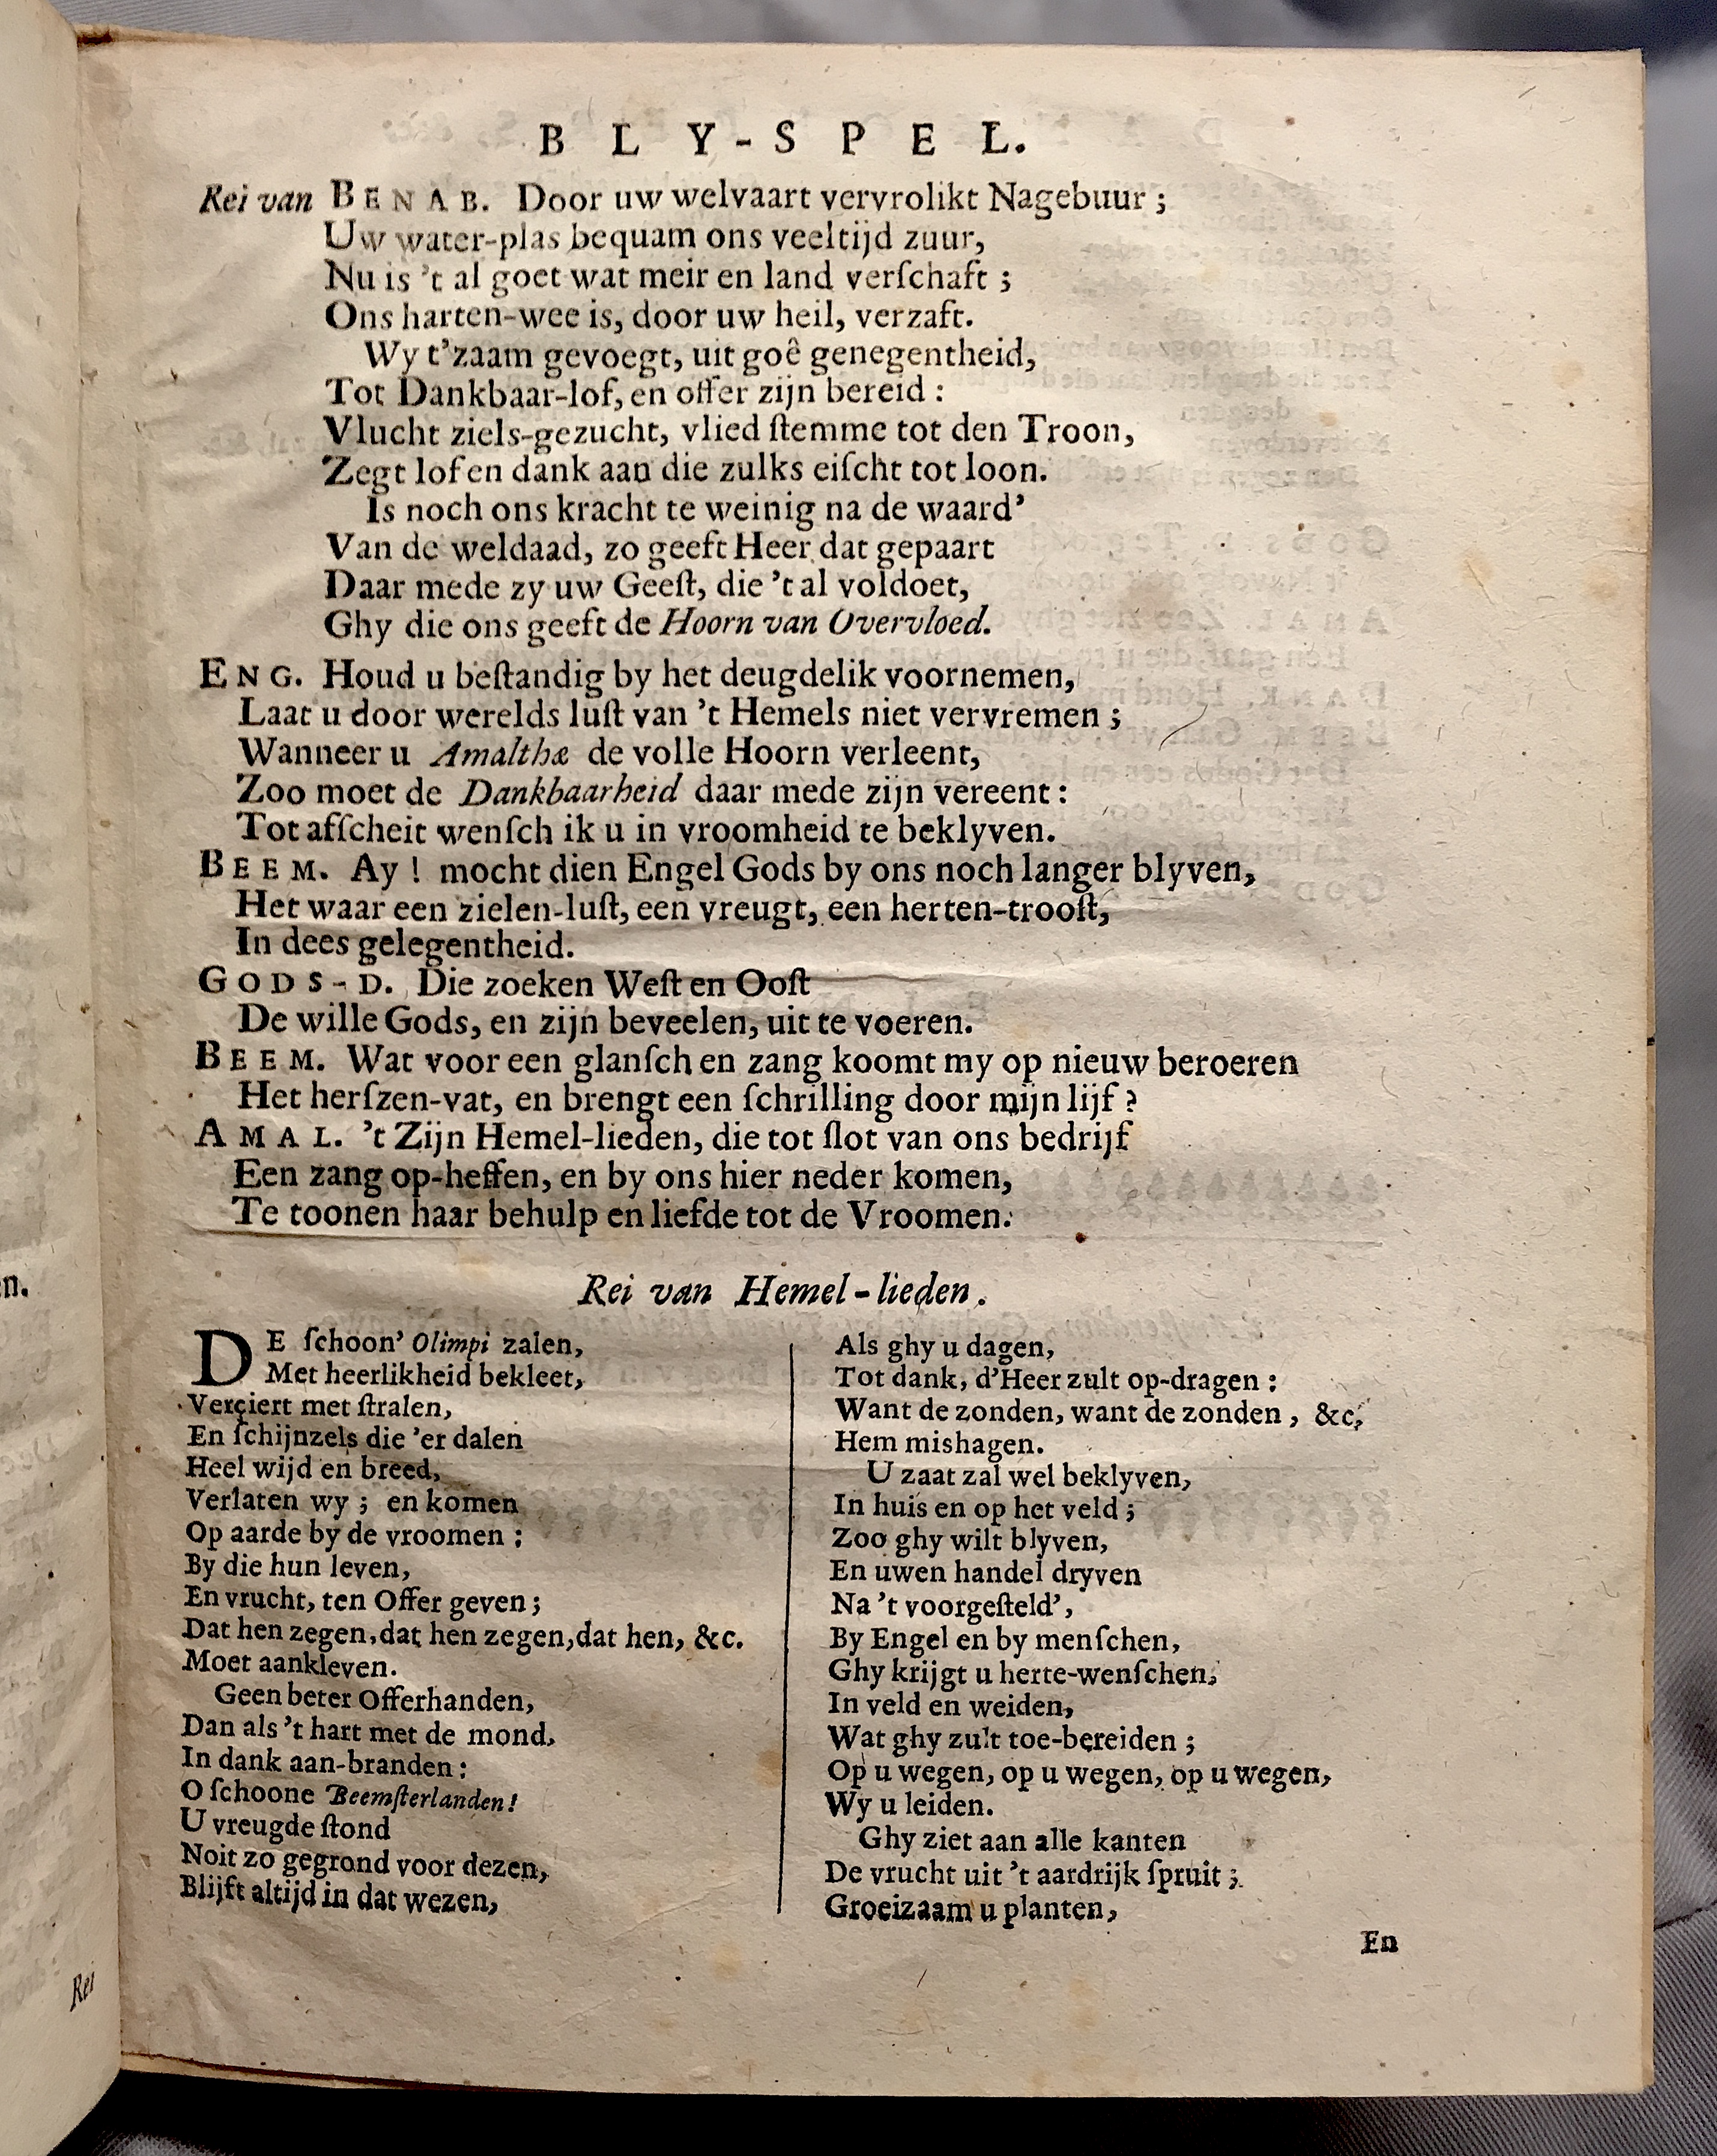 BLY-SPEL.
Rei van BENAB. Door uw welvaart vervrolikt Nagebuur ;
Uw water-plas bequam ons veeltijd zuur,
Nu is 't al goet wat meir en land verſchaft ;
Ons harten-wee is, door uw heil, verzaft.
Wy t'zaam gevoegt, uit goê genegentheid,
Tot Dankbaar-lof, en offer zijn bereid :
Vlucht ziels-gezucht, vlied ſtemme tot den Troon,
Zegt lof en dank aan die zulks eiſcht tot loon.
Is noch ons kracht te weinig na de waard'
Van de weldaad, zo geeft Heer dat gepaart
Daar mede zy uw Geeſt, die 't al voldoet,
Ghy die ons geeft de Hoorn van Overvloed.
ENG. Houd u beſtandig by het deugdelik voornemen,
Laat u door werelds luſt van 't Hemels niet vervremen ;
Wanneer u Amalthæ de volle Hoorn verleent,
Zoo moet de Dankbaarheid daar mede zijn vereent :
Tot afſcheit wenſch ik u in vroomheid te beklyven.
BEEM. Ay ! mocht dien Engel Gods by ons noch langer blyven,
Het waar een zielen-luſt, een vreugt, een herten-trooſt,
In dees gelegentheid.
GODS-D. Die zoeken Weſt en Ooſt
De wille Gods, en zijn beveelen, uit te voeren.
BEEM. Wat voor een glanſch en zang koomt my op nieuw beroeren
Het herſzen-vat, en brengt een ſchrilling door mijn lijf ?
AMAL. 't Zijn Hemel-lieden, die tot ſlot van ons bedrijf
Een zang op-heffen, en by ons hier neder komen,
Te toonen haar behulp en liefde tot de Vroomen.
Rei van Hemel-lieden.
DE ſchoon' Olimpi zalen,
Met heerlikheid bekleet,
Verçiert met ſtralen,
En ſchijnzels die 'er dalen
Heel wijd en breed,
Verlaten wy ; en komen
Op aarde by de vroomen :
By die hun leven,
En vrucht, ten Offer geven ;
Dat hen zegen, dat hen zegen, dat hen, &c.
Moet aankleven.
Geen beter Offerhanden,
Dan als 't hart met de mond,
In dank aan-branden :
O ſchoone Beemſterlanden !
U vreugde ſtond
Noit zo gegrond voor dezen,
Blijft altijd in dat wezen,
Als ghy u dagen,
Tot dank, d'Heer zult op-dragen :
Want de zonden, want de zonden, &c,
Hem mishagen.
U zaat zal wel beklyven,
In huis en op het veld ;
Zoo ghy wilt blyven,
En uwen handel dryven
Na 't voorgeſteld',
By Engel en by menſchen,
Ghy krijgt u herte-wenſchen,
In veld en weiden,
Wat ghy zult toe-bereiden ;
Op u wegen, op u wegen, op u wegen,
Wy u leiden.
Ghy ziet aan alle kanten
De vrucht uit 't aardrijk ſpruit ;
Groeizaam u planten,
En
en.
Rei